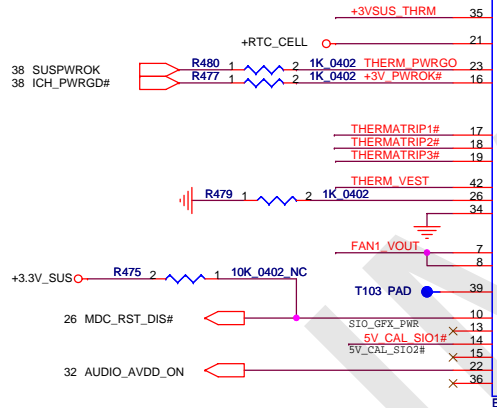 +3VSUS_THRM 35
+RTC_CELL 21
38 SUSPWROK R480 1 2 1K_0402 THERM_PWRGO 23
38 ICH_PWRGD# R477 1 2 1K_0402 +3V_PWROK# 16
THERMATRIP1# 17
THERMATRIP2# 18
THERMATRIP3# 19
THERM_VEST 42
R479 1 2 1K_0402 26
34
FAN1_VOUT 7
8
+3.3V_SUS R475 2 1 10K_0402_NC
T103 PAD 39
26 MDC_RST_DIS# 10
SIO_GFX_PWR 13
5V_CAL_SIO1# 14
5V_CAL_SIO2# 15
32 AUDIO_AVDD_ON 22
36